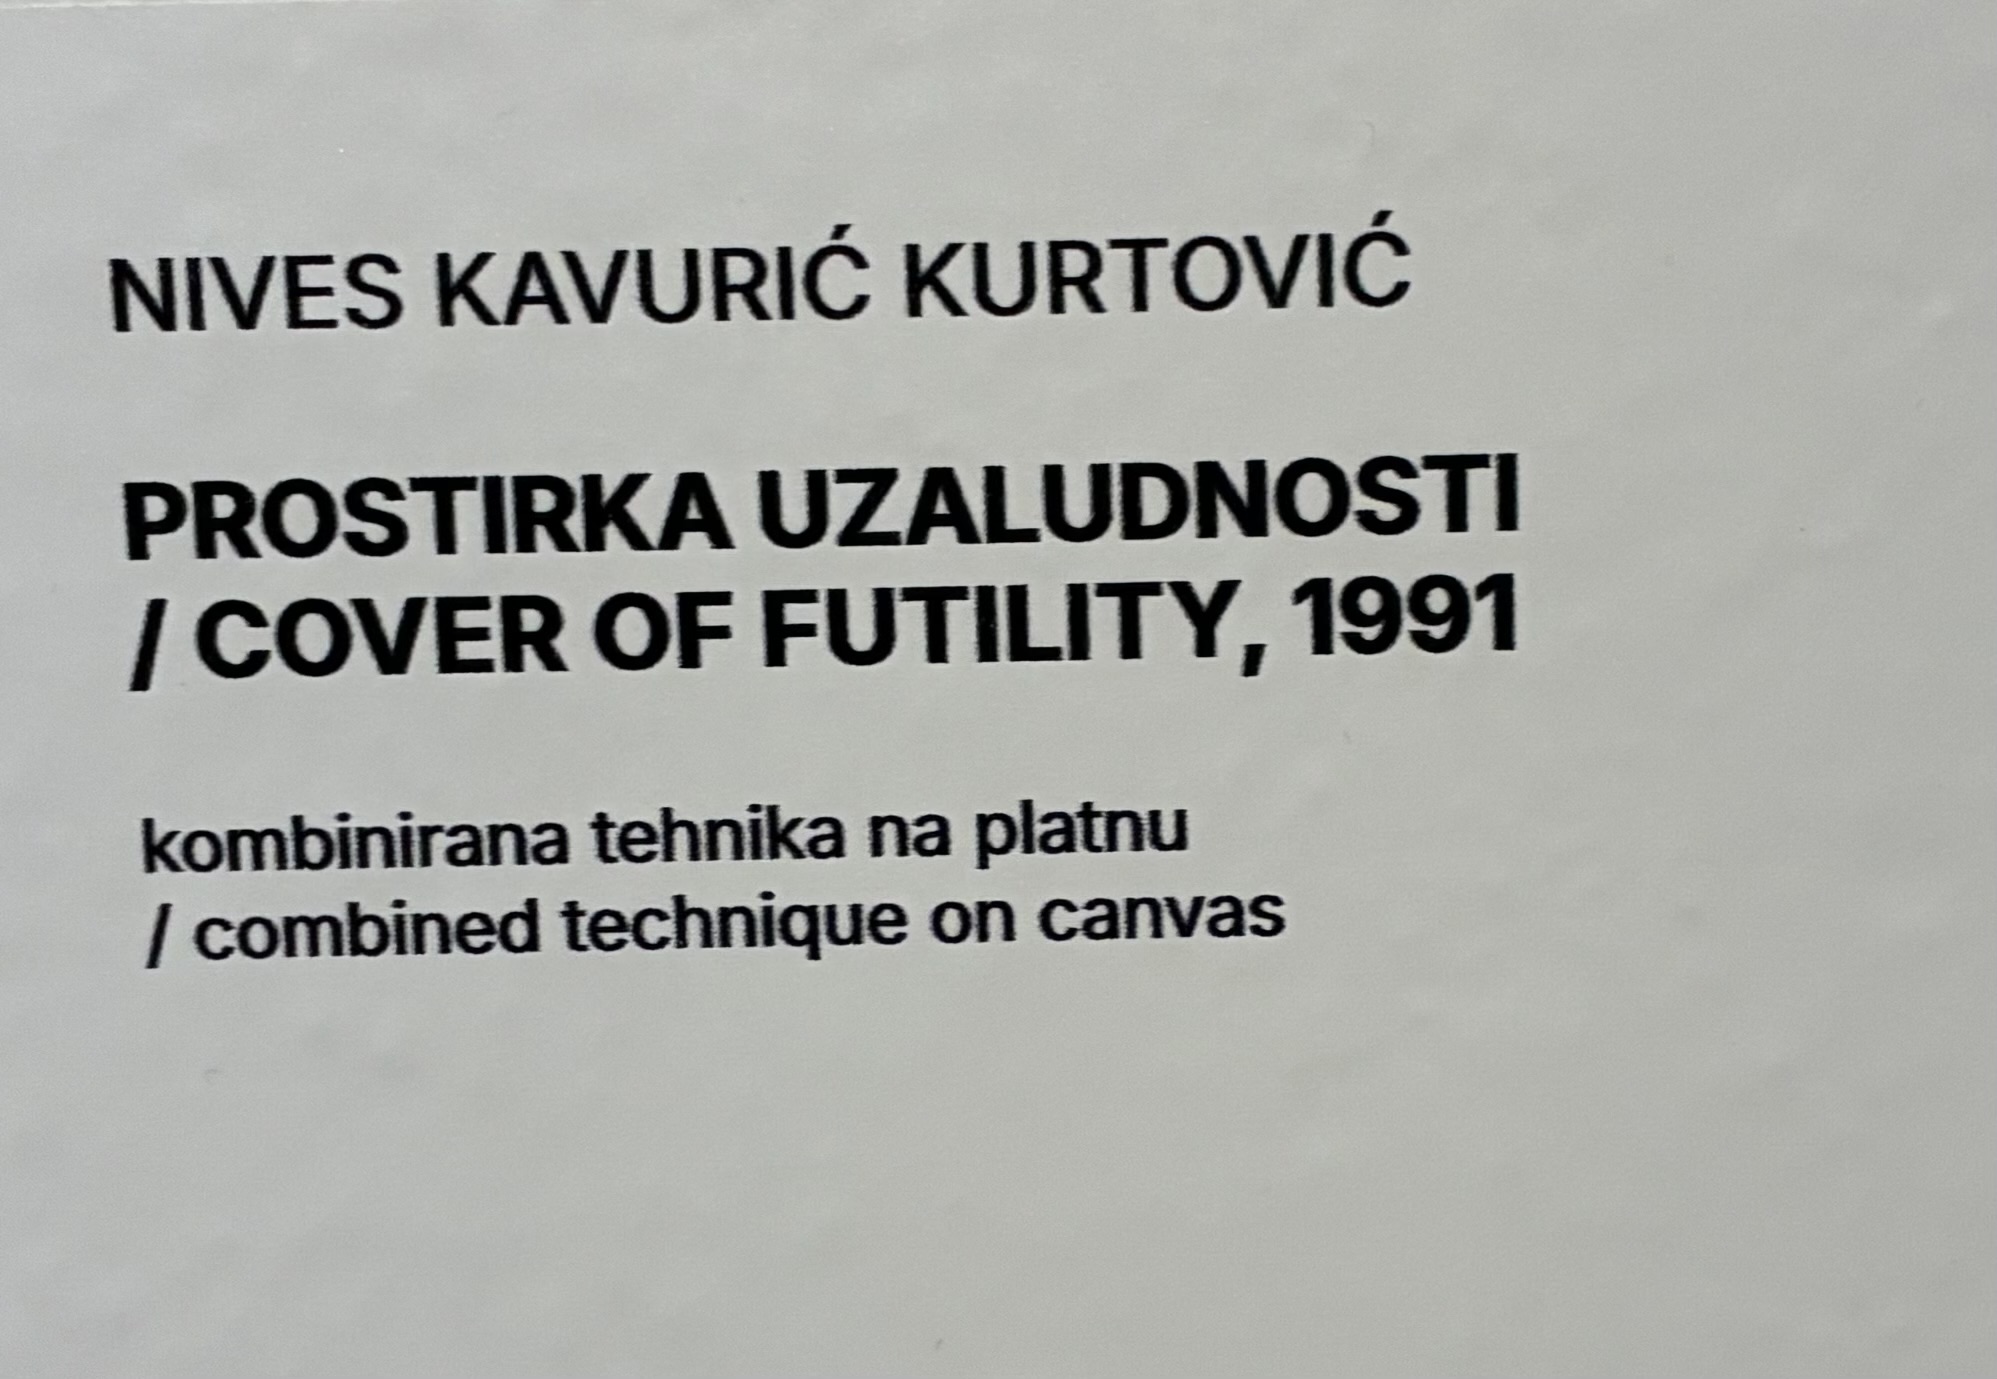 NIVES KAVURIĆ KURTOVIĆ
PROSTIRKA UZALUDNOSTI
/ COVER OF FUTILITY, 1991
kombinirana tehnika na platnu
/ combined technique on canvas